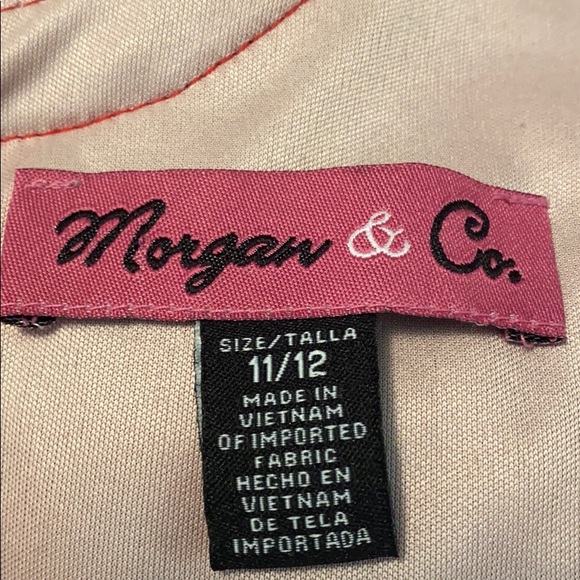 Morgan & Co.
SIZE/TALLA
11/12
MADE IN
VIETNAM
OF IMPORTED
FABRIC
HECHO EN
VIETNAM
DE TELA
IMPORTADA